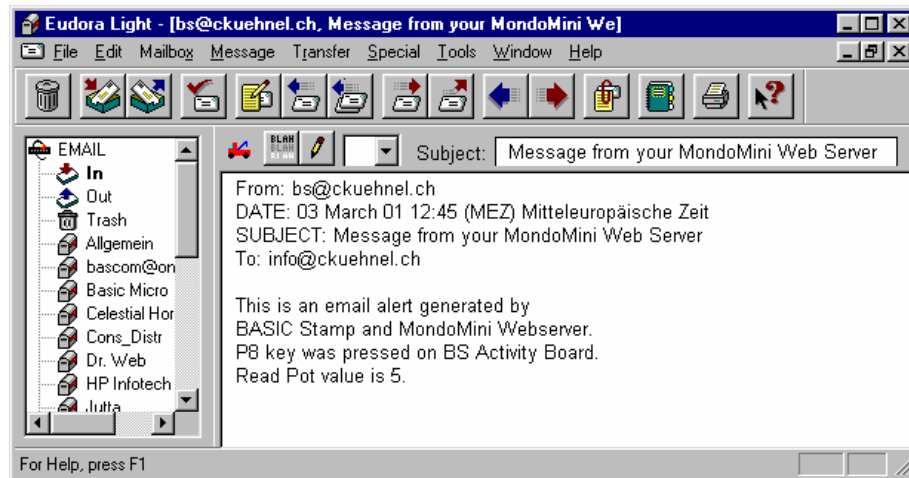 Eudora Light - [bs@ckuehnel.ch, Message from your MondoMini We]
File Edit Mailbox Message Transfer Special Tools Window Help
EMAIL
In
Out
Trash
Allgemein
bascom@on
Basic Micro
Celestial Hor
Cons_Distr
Dr. Web
HP Infotech
Jutta
BLAH
BLAH
BLAH
Subject: Message from your MondoMini Web Server
From: bs@ckuehnel.ch
DATE: 03 March 01 12:45 (MEZ) Mitteleuropäische Zeit
SUBJECT: Message from your MondoMini Web Server
To: info@ckuehnel.ch
This is an email alert generated by
BASIC Stamp and MondoMini Webserver.
P8 key was pressed on BS Activity Board.
Read Pot value is 5.
For Help, press F1